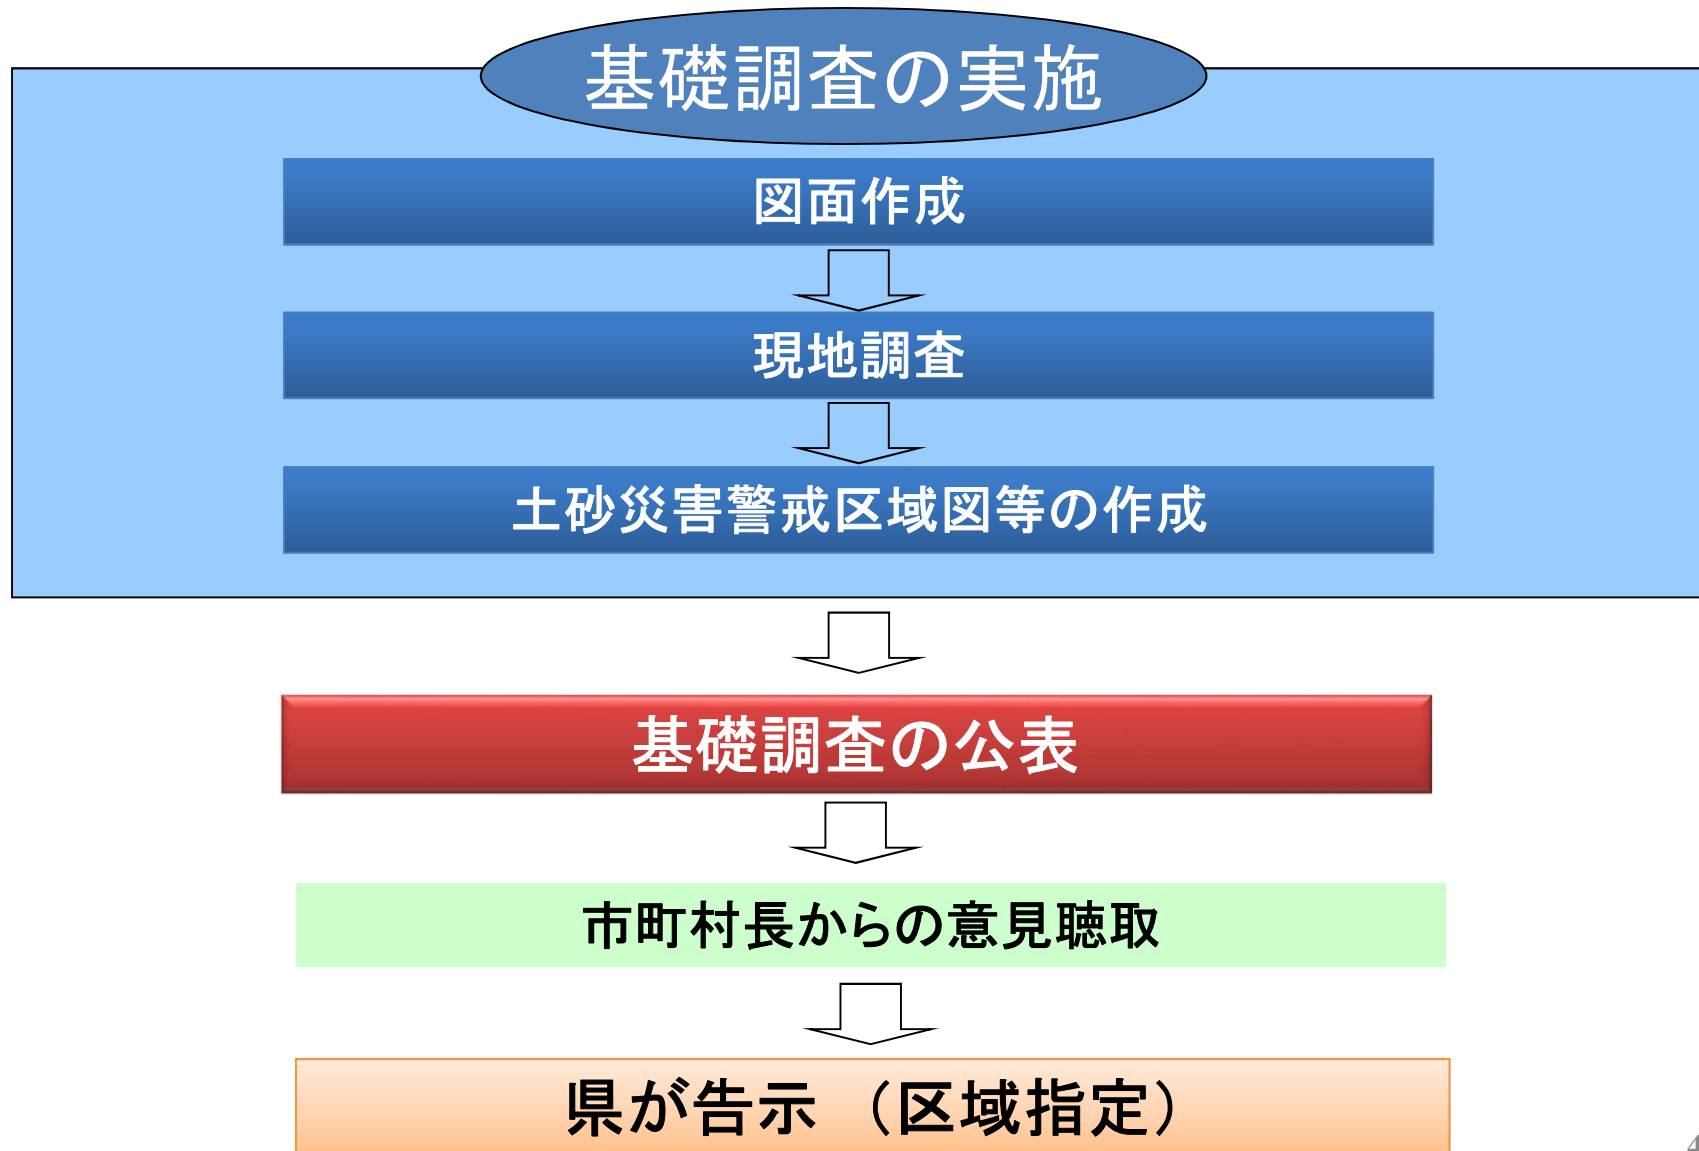 基礎調査の実施
図面作成
現地調査
土砂災害警戒区域図等の作成
基礎調査の公表
市町村長からの意見聴取
県が告示 （区域指定）
4